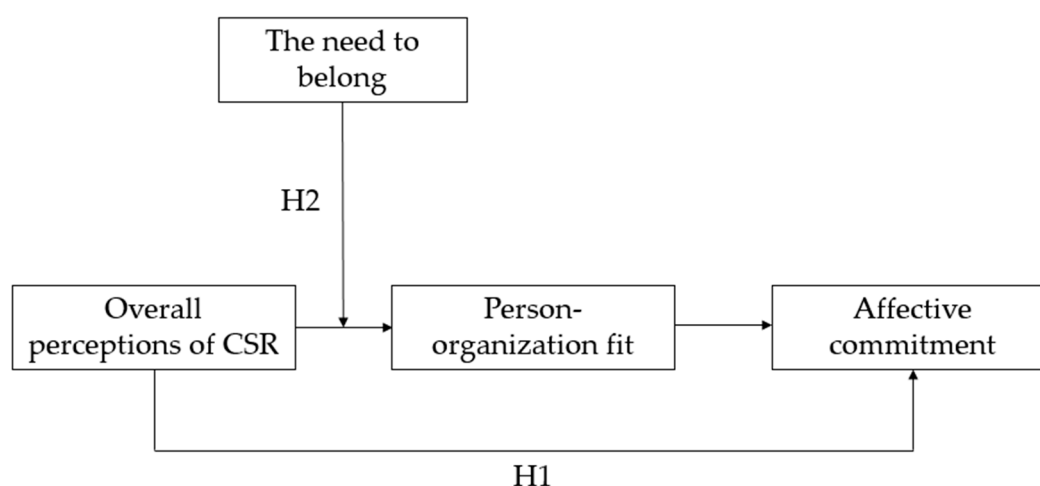 The need to
belong
H2
Overall
perceptions of CSR
Person-
organization fit
Affective
commitment
H1